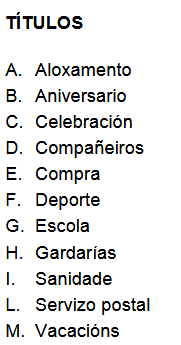 TÍTULOS
A. Aloxamento
B. Aniversario
C. Celebración
D. Compañeiros
E. Compra
F. Deporte
G. Escola
H. Gardarías
I. Sanidade
L. Servizo postal
M. Vacacións